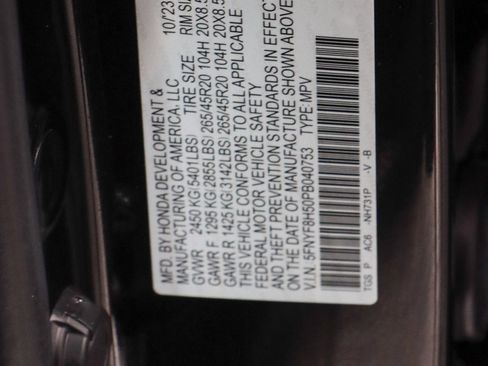 MFD. BY HONDA DEVELOPMENT & 10/23
MANUFACTURING OF AMERICA, LLC
GVWR 2450 KG(5401LBS) TIRE SIZE RIM SIZ
GAWR F 1295 KG(2855LBS) 265/45R20 104H 20X8.5
GAWR R 1425 KG(3142LBS) 265/45R20 104H 20X8.5
THIS VEHICLE CONFORMS TO ALL APPLICABLE
FEDERAL MOTOR VEHICLE SAFETY
AND THEFT PREVENTION STANDARDS IN EFFECT
ON THE DATE OF MANUFACTURE SHOWN ABOVE
V.I.N. 5FNYF8H50PB040753 TYPE:MPV
TGS P AC6 -NH731P -V -B